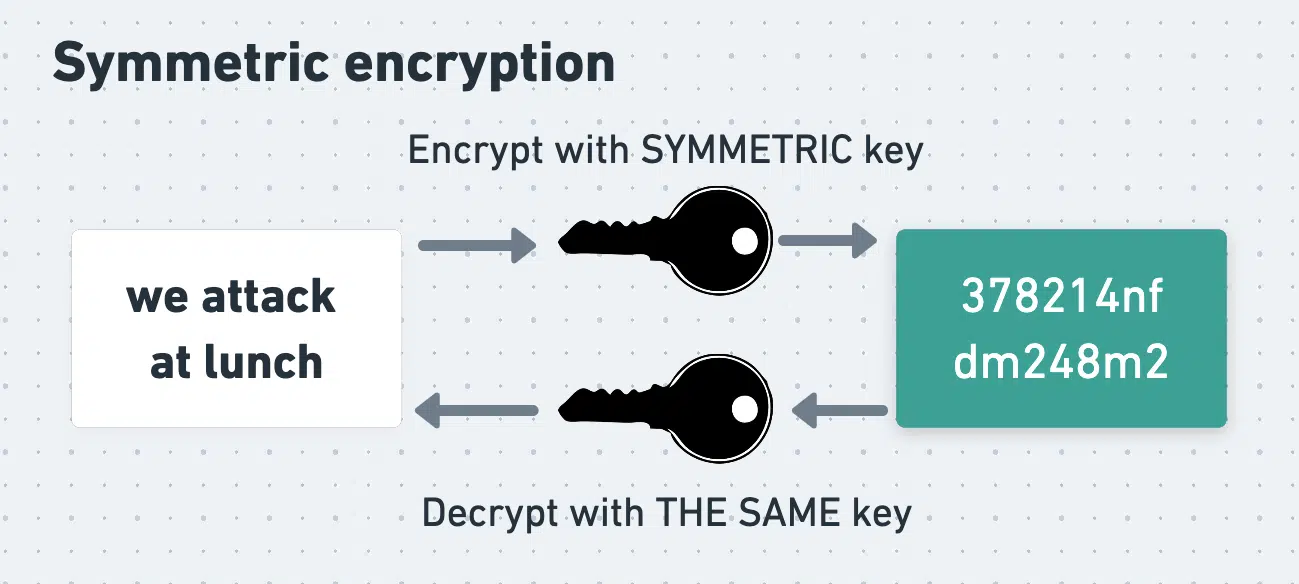 Symmetric encryption
Encrypt with SYMMETRIC key
we attack
at lunch
378214nf
dm248m2
Decrypt with THE SAME key